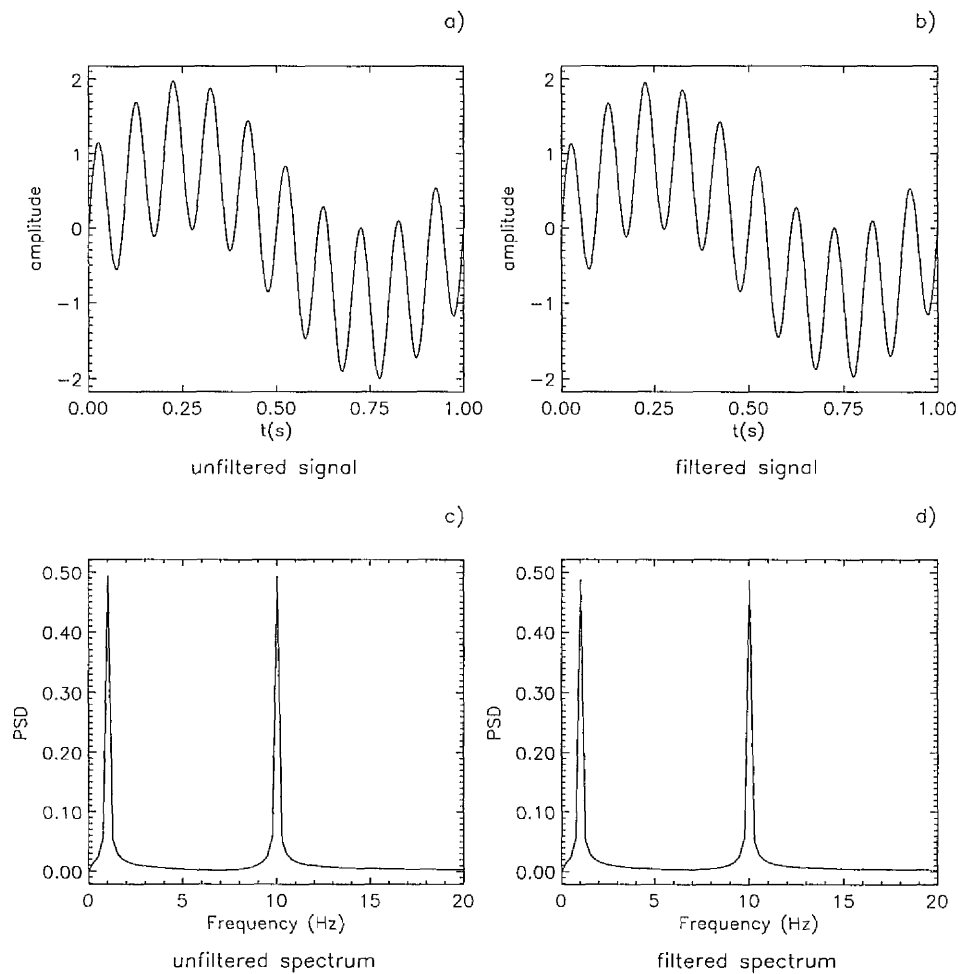 a)
2
1
0
−1
−2
amplitude
0.00 0.25 0.50 0.75 1.00
t(s)
unfiltered signal
b)
2
1
0
−1
−2
amplitude
0.00 0.25 0.50 0.75 1.00
t(s)
filtered signal
c)
0.50
0.40
0.30
0.20
0.10
0.00
PSD
0 5 10 15 20
Frequency (Hz)
unfiltered spectrum
d)
0.50
0.40
0.30
0.20
0.10
0.00
PSD
0 5 10 15 20
Frequency (Hz)
filtered spectrum